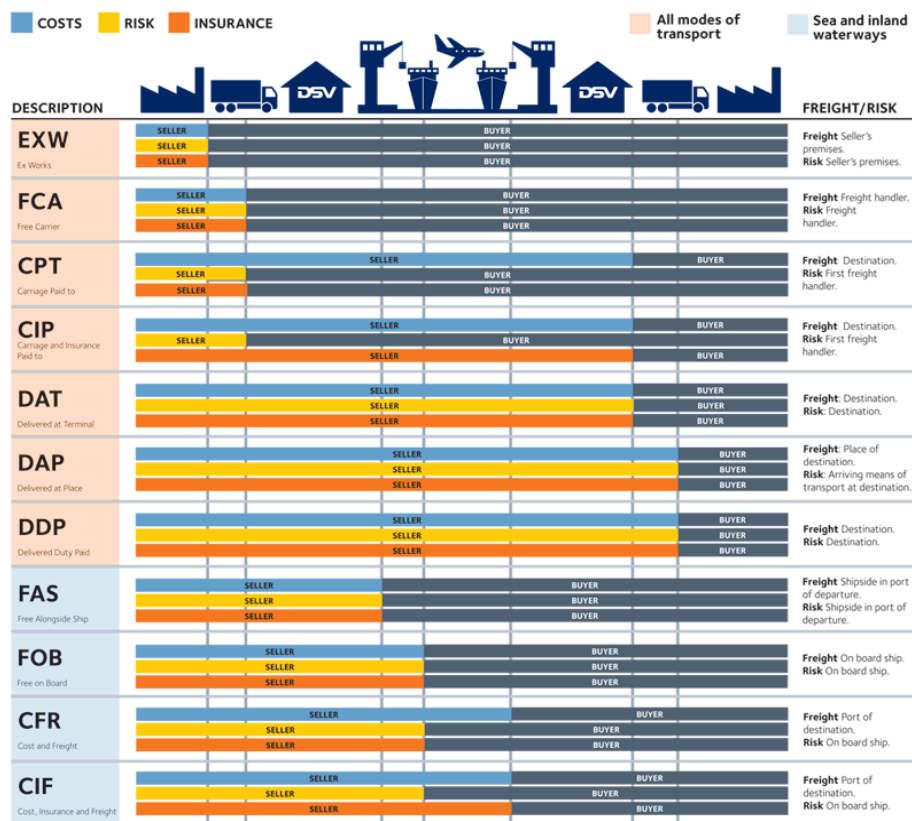 COSTS
RISK
INSURANCE
All modes of
transport
Sea and inland
waterways
DSV
DSV
DESCRIPTION
FREIGHT/RISK
EXW
Ex Works
SELLER
BUYER
SELLER
BUYER
SELLER
BUYER
Freight Seller's
premises.
Risk Seller's premises.
FCA
Free Carrier
SELLER
BUYER
SELLER
BUYER
SELLER
BUYER
Freight Freight handler.
Risk Freight
handler.
CPT
Carriage Paid to
SELLER
BUYER
SELLER
BUYER
SELLER
BUYER
Freight Destination.
Risk First freight
handler.
CIP
Carriage and Insurance
Paid to
SELLER
BUYER
SELLER
BUYER
SELLER
BUYER
Freight Destination.
Risk First freight
handler.
DAT
Delivered at Terminal
SELLER
BUYER
SELLER
BUYER
SELLER
BUYER
Freight: Destination.
Risk: Destination.
DAP
Delivered at Place
SELLER
BUYER
SELLER
BUYER
SELLER
BUYER
Freight: Place of
destination.
Risk: Arriving means of
transport at destination.
DDP
Delivered Duty Paid
SELLER
BUYER
SELLER
BUYER
SELLER
BUYER
Freight Destination.
Risk Destination.
FAS
Free Alongside Ship
SELLER
BUYER
SELLER
BUYER
SELLER
BUYER
Freight Shipside in port
of departure.
Risk Shipside in port of
departure.
FOB
Free on Board
SELLER
BUYER
SELLER
BUYER
SELLER
BUYER
Freight On board ship.
Risk On board ship.
CFR
Cost and Freight
SELLER
BUYER
SELLER
BUYER
SELLER
BUYER
Freight Port of
destination.
Risk On board ship.
CIF
Cost, Insurance and Freight
SELLER
BUYER
SELLER
BUYER
SELLER
BUYER
Freight Port of
destination.
Risk On board ship.